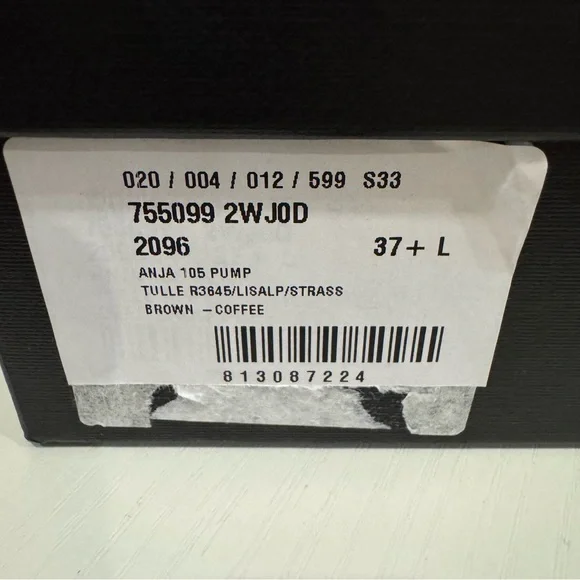 020 / 004 / 012 / 599 S33
755099 2WJ0D
2096 37+ L
ANJA 105 PUMP
TULLE R3645/LISALP/STRASS
BROWN -COFFEE
813087224